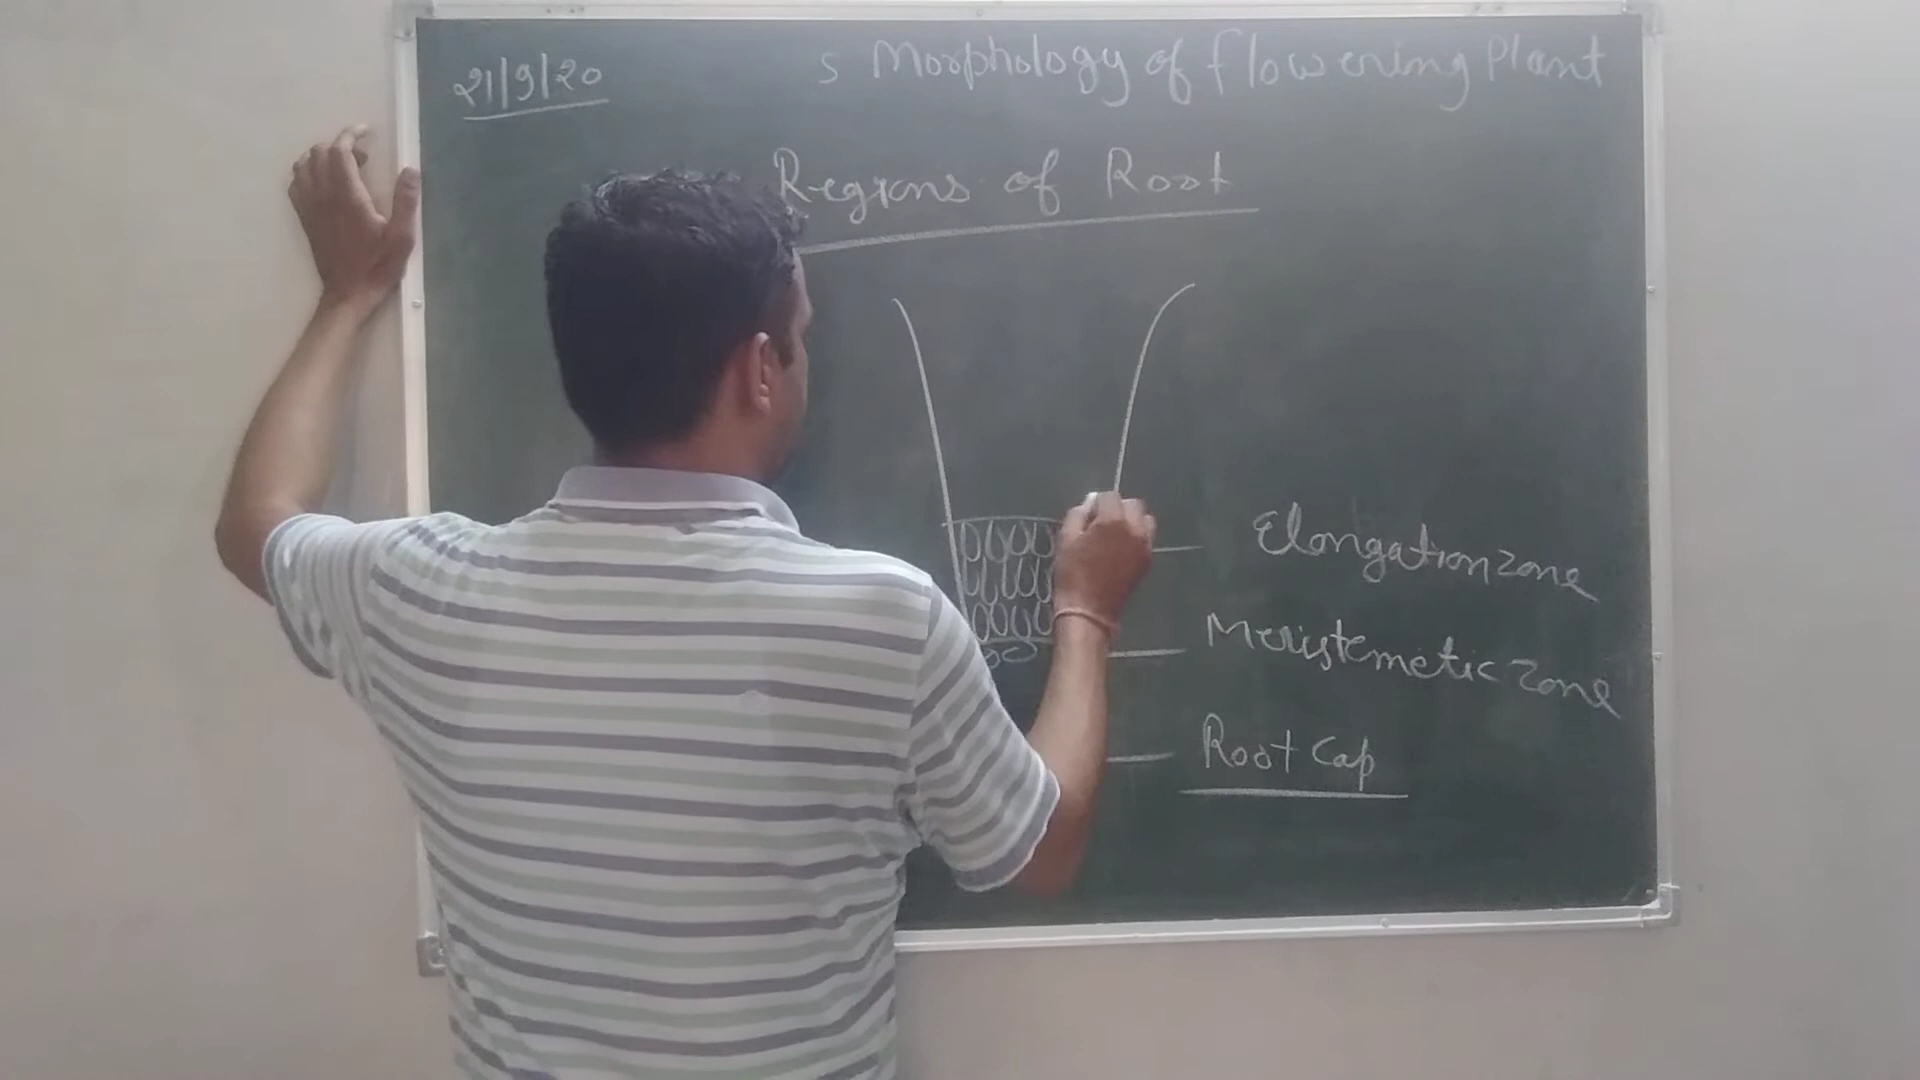 21/9/20
5 Morphology of flowering Plant
Regions of Root
Elongation zone
Meristemetic zone
Root Cap